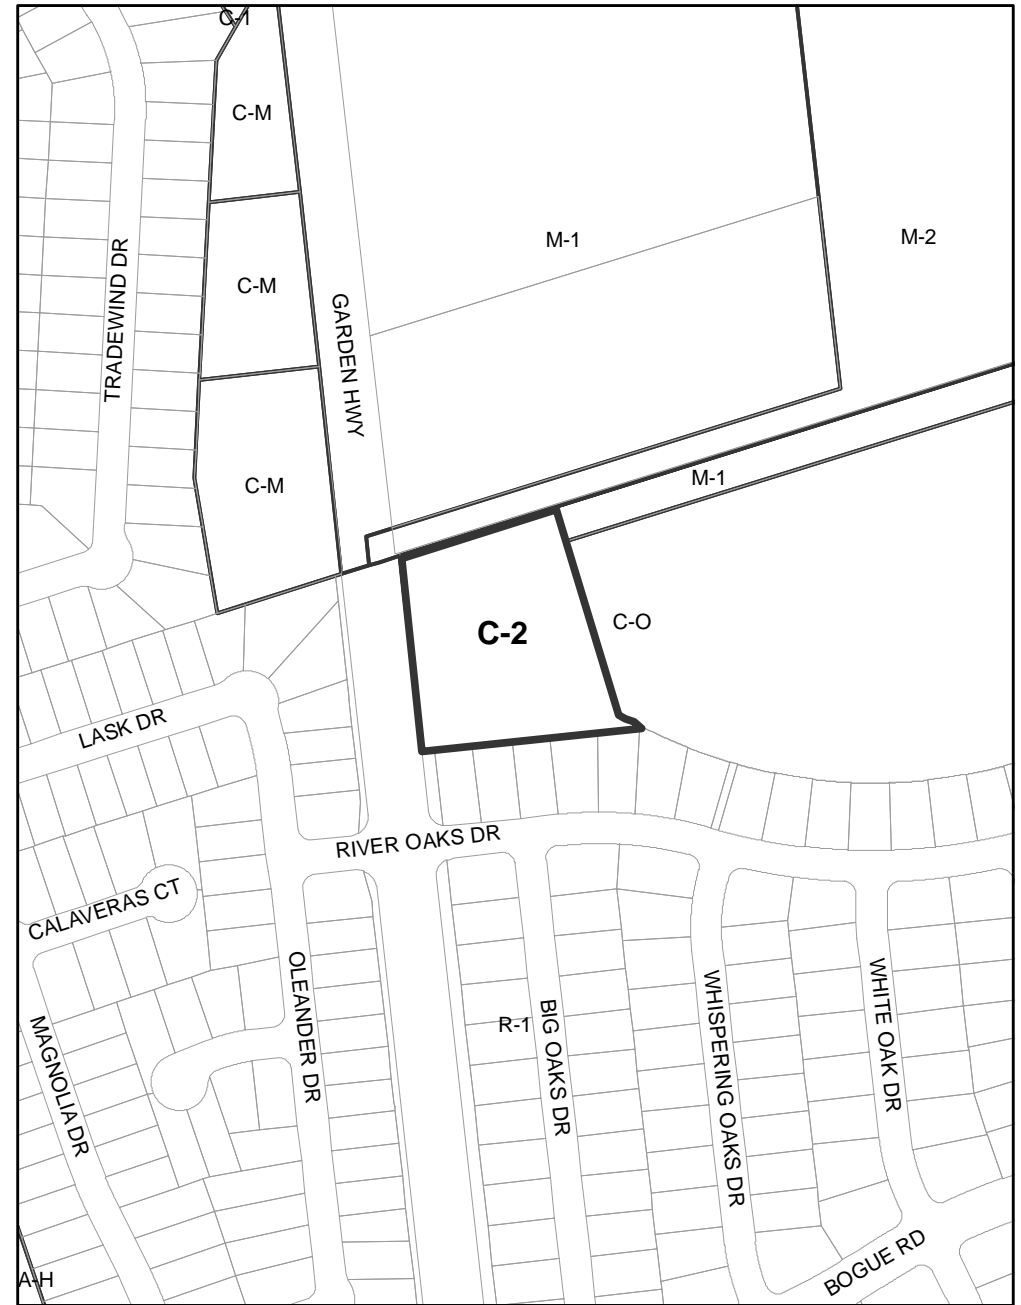 C-1
C-M
M-1
M-2
TRADEWIND DR
C-M
GARDEN HWY
C-M
M-1
C-2
C-O
LASK DR
RIVER OAKS DR
CALAVERAS CT
OLEANDER DR
MAGNOLIA DR
R-1
BIG OAKS DR
WHISPERING OAKS DR
WHITE OAK DR
BOGUE RD
A-H